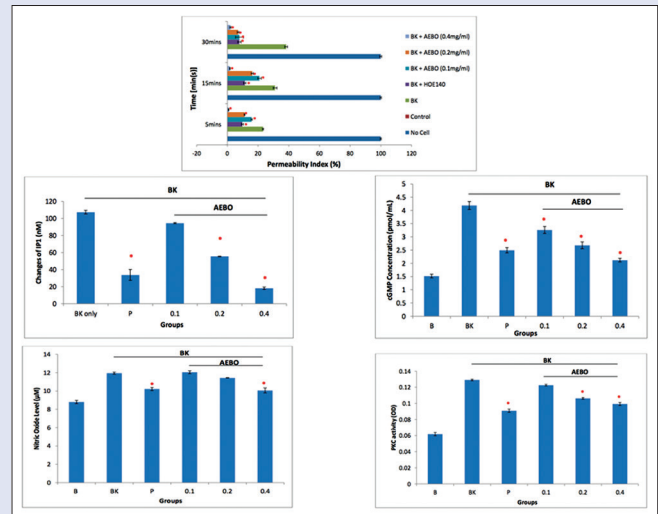 30mins
15mins
5mins
Time [min(s)]
-20 0 20 40 60 80 100 120
Permeability Index (%)
BK + AEBO (0.4mg/ml)
BK + AEBO (0.2mg/ml)
BK + AEBO (0.1mg/ml)
BK + HOE140
BK
Control
No Cell
BK
AEBO
120
100
80
60
40
20
0
Changes of IP1 (nM)
* * *
BK only P 0.1 0.2 0.4
Groups
BK
AEBO
5
4.5
4
3.5
3
2.5
2
1.5
1
0.5
0
cGMP Concentration (pmol/mL)
* * * *
B BK P 0.1 0.2 0.4
Groups
BK
AEBO
14
12
10
8
6
4
2
0
Nitric Oxide Level (µM)
* *
B BK P 0.1 0.2 0.4
Groups
BK
AEBO
0.14
0.12
0.1
0.08
0.06
0.04
0.02
0
PKC activity (OD)
* * *
B BK P 0.1 0.2 0.4
Groups